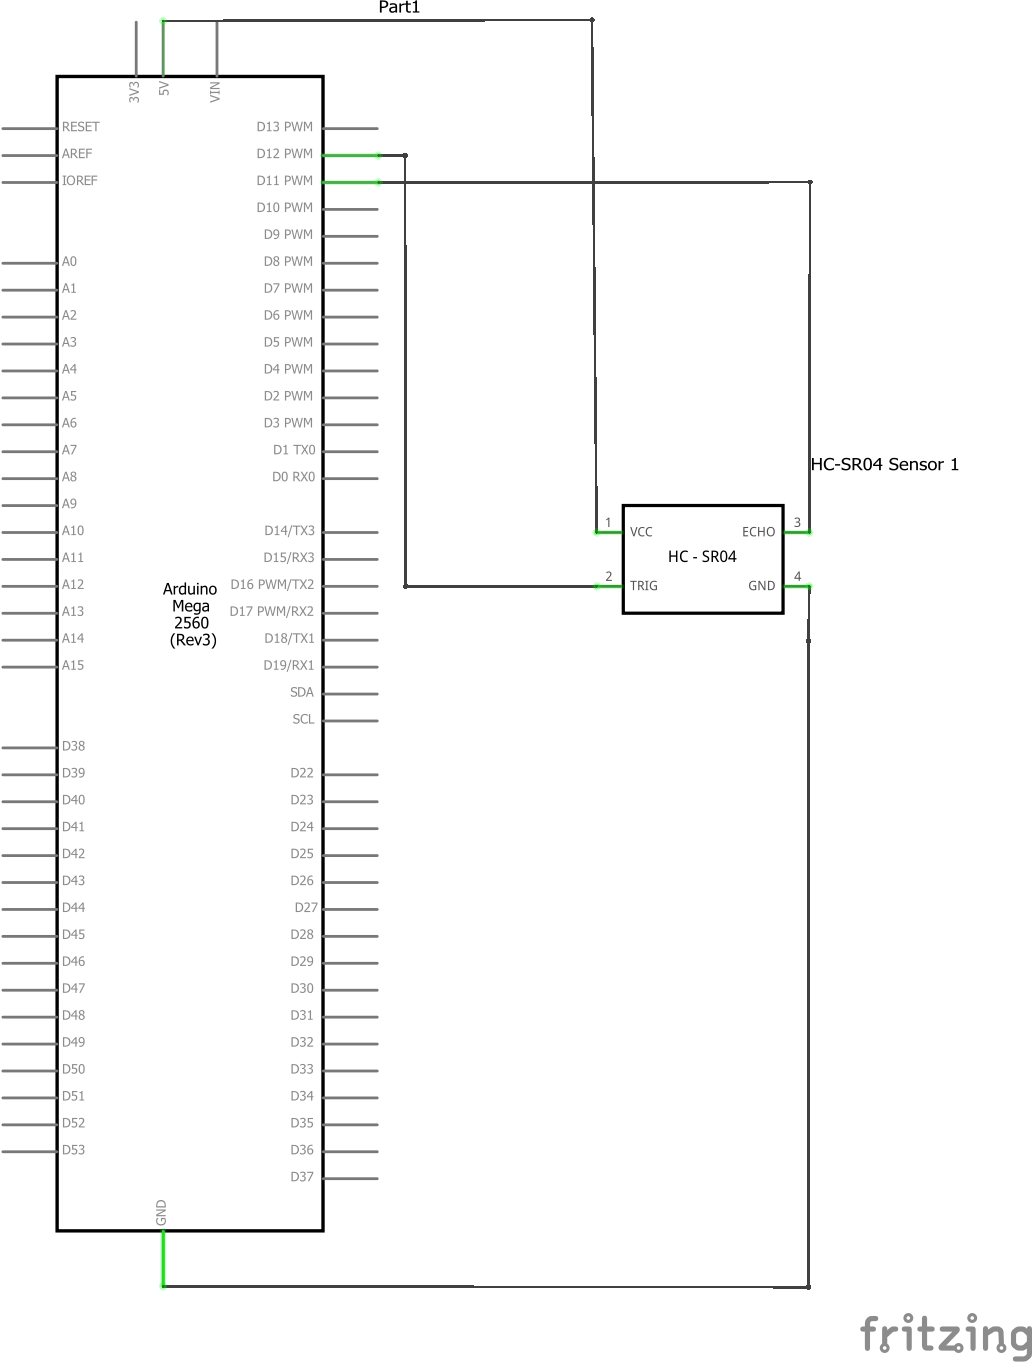 Part1
3V3
5V
VIN
RESET
AREF
IOREF
A0
A1
A2
A3
A4
A5
A6
A7
A8
A9
A10
A11
A12
A13
A14
A15
D38
D39
D40
D41
D42
D43
D44
D45
D46
D47
D48
D49
D50
D51
D52
D53
Arduino
Mega
2560
(Rev3)
D13 PWM
D12 PWM
D11 PWM
D10 PWM
D9 PWM
D8 PWM
D7 PWM
D6 PWM
D5 PWM
D4 PWM
D2 PWM
D3 PWM
D1 TX0
D0 RX0
D14/TX3
D15/RX3
D16 PWM/TX2
D17 PWM/RX2
D18/TX1
D19/RX1
SDA
SCL
D22
D23
D24
D25
D26
D27
D28
D29
D30
D31
D32
D33
D34
D35
D36
D37
GND
HC-SR04 Sensor 1
1
VCC
ECHO
3
HC - SR04
2
TRIG
GND
4
fritzing